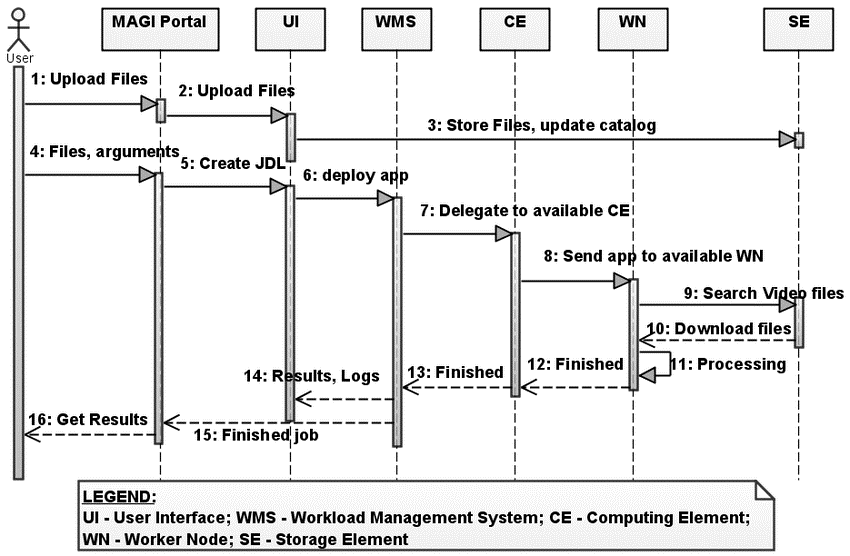 MAGI Portal
UI
WMS
CE
WN
SE
User
1: Upload Files
2: Upload Files
3: Store Files, update catalog
4: Files, arguments
5: Create JDL
6: deploy app
7: Delegate to available CE
8: Send app to available WN
9: Search Video files
10: Download files
11: Processing
12: Finished
13: Finished
14: Results, Logs
15: Finished job
16: Get Results
LEGEND:
UI - User Interface; WMS - Workload Management System; CE - Computing Element;
WN - Worker Node; SE - Storage Element